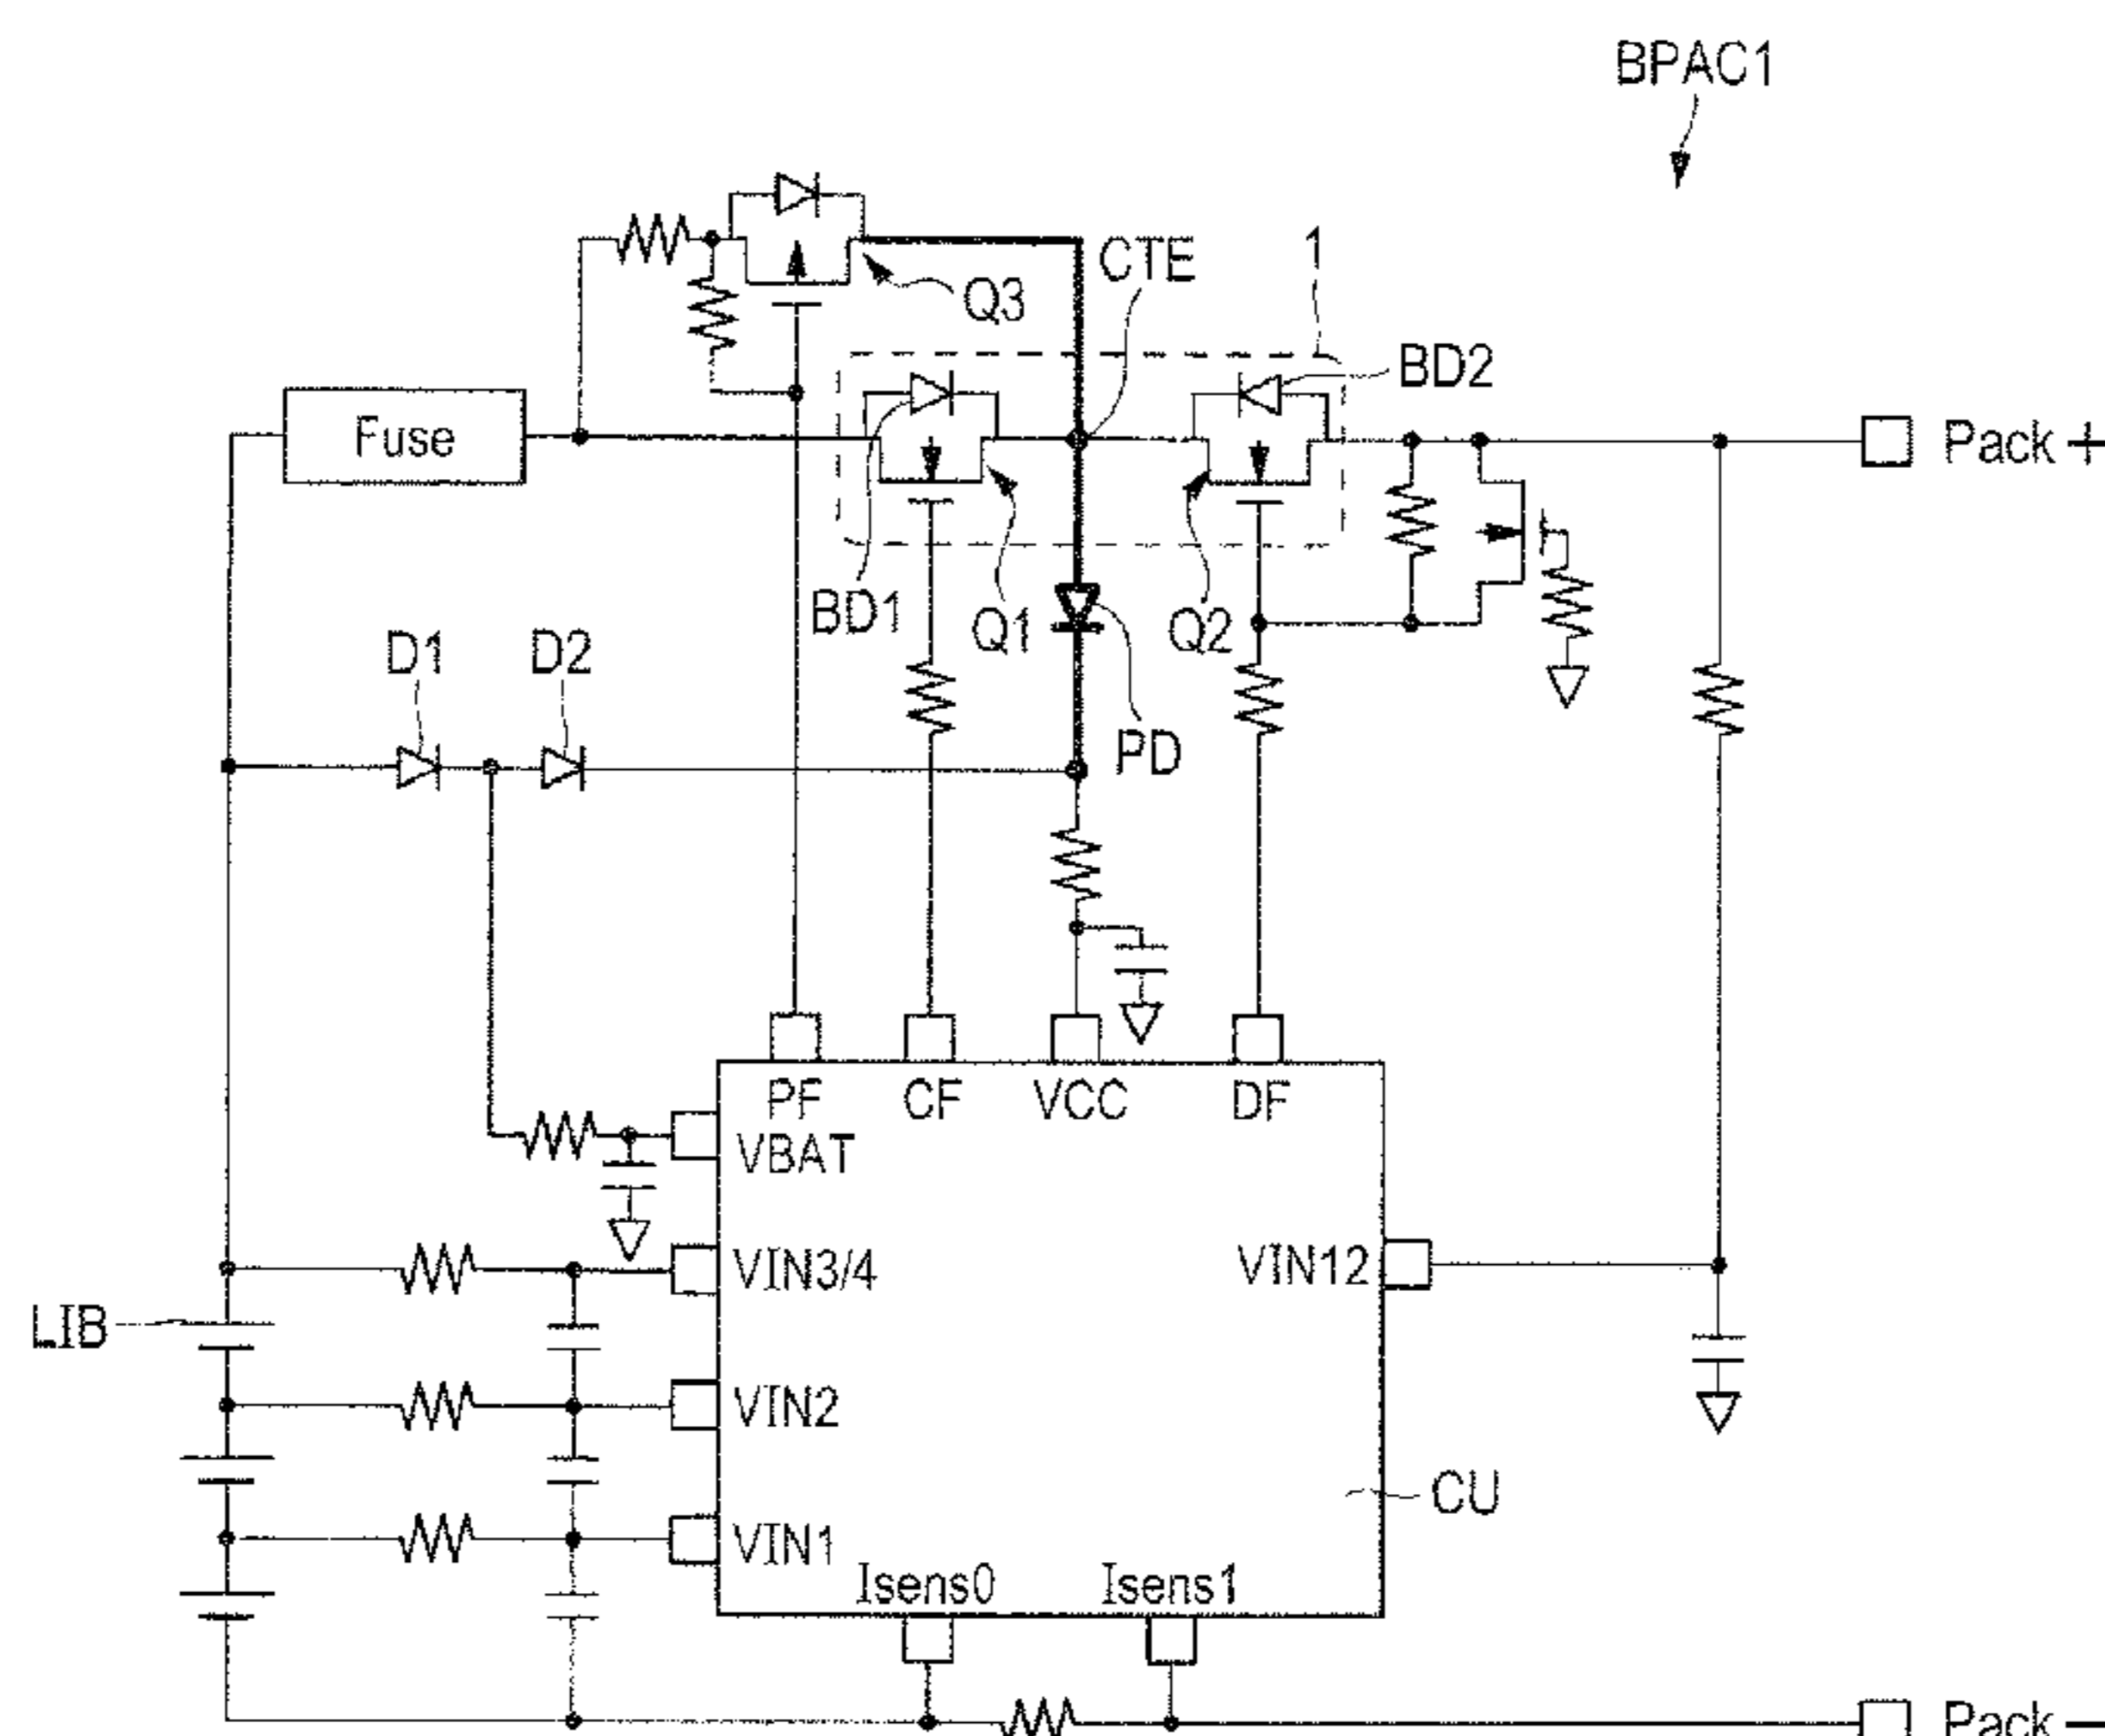 BPAC1
CTE
1
Q3
BD2
Fuse
Pack +
BD1
Q1
Q2
D1
D2
PD
PF
CF
VCC
DF
VBAT
VIN3/4
VIN12
LIB
VIN2
CU
VIN1
Isens0
Isens1
Pack −